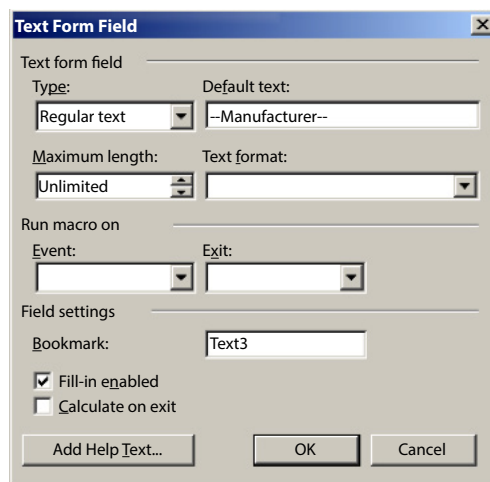 Text Form Field
Text form field
Type: Default text:
Regular text --Manufacturer--
Maximum length: Text format:
Unlimited
Run macro on
Event: Exit:
Field settings
Bookmark: Text3
Fill-in enabled
Calculate on exit
Add Help Text... OK Cancel